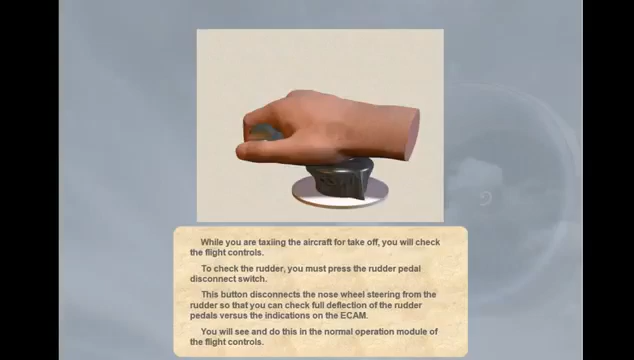 While you are taxiing the aircraft for take off, you will check
the flight controls.
To check the rudder, you must press the rudder pedal
disconnect switch.
This button disconnects the nose wheel steering from the
rudder so that you can check full deflection of the rudder
pedals versus the indications on the ECAM.
You will see and do this in the normal operation module of
the flight controls.